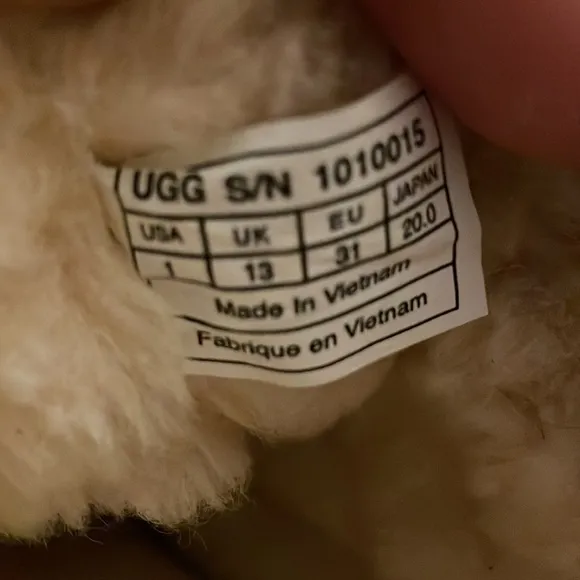 UGG S/N 1010015
USA UK EU JAPAN
1 13 31 20.0
Made In Vietnam
Fabrique en Vietnam